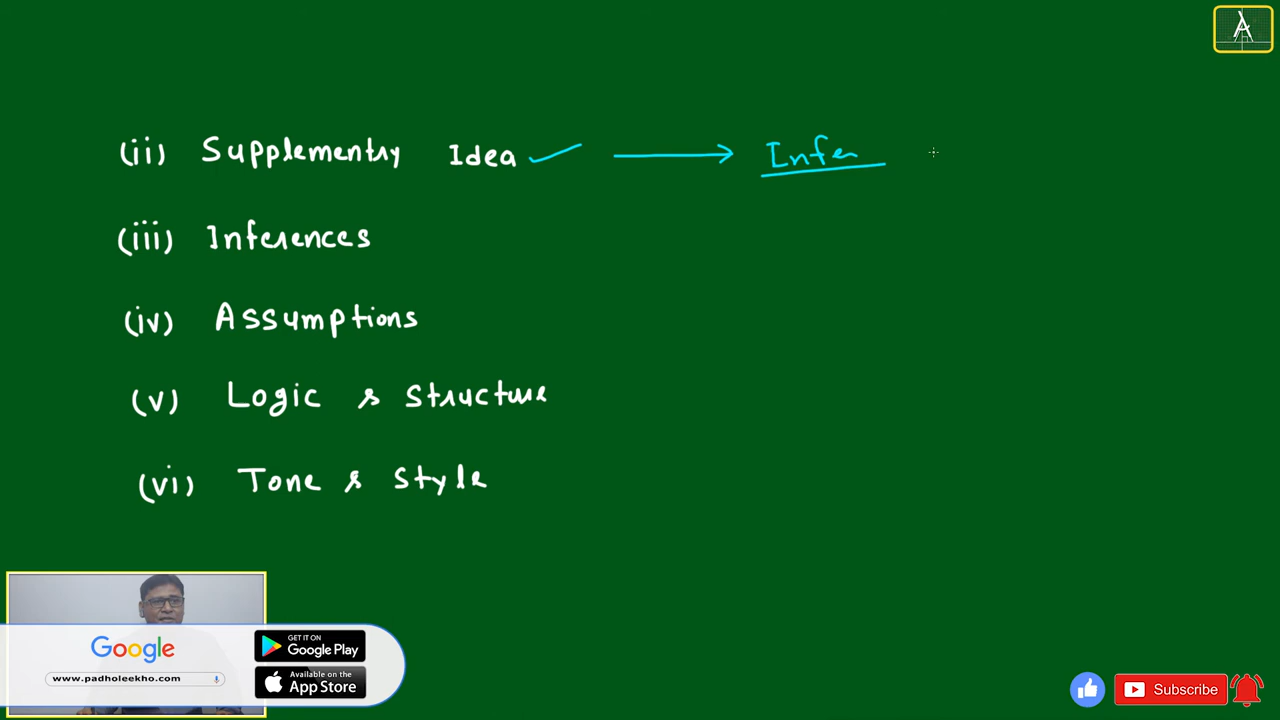 (ii) Supplementry Idea ✓ → Infer
(iii) Inferences
(iv) Assumptions
(v) Logic & Structure
(vi) Tone & Style
Google
www.padholeekho.com
GET IT ON
Google Play
Available on the
App Store
Subscribe